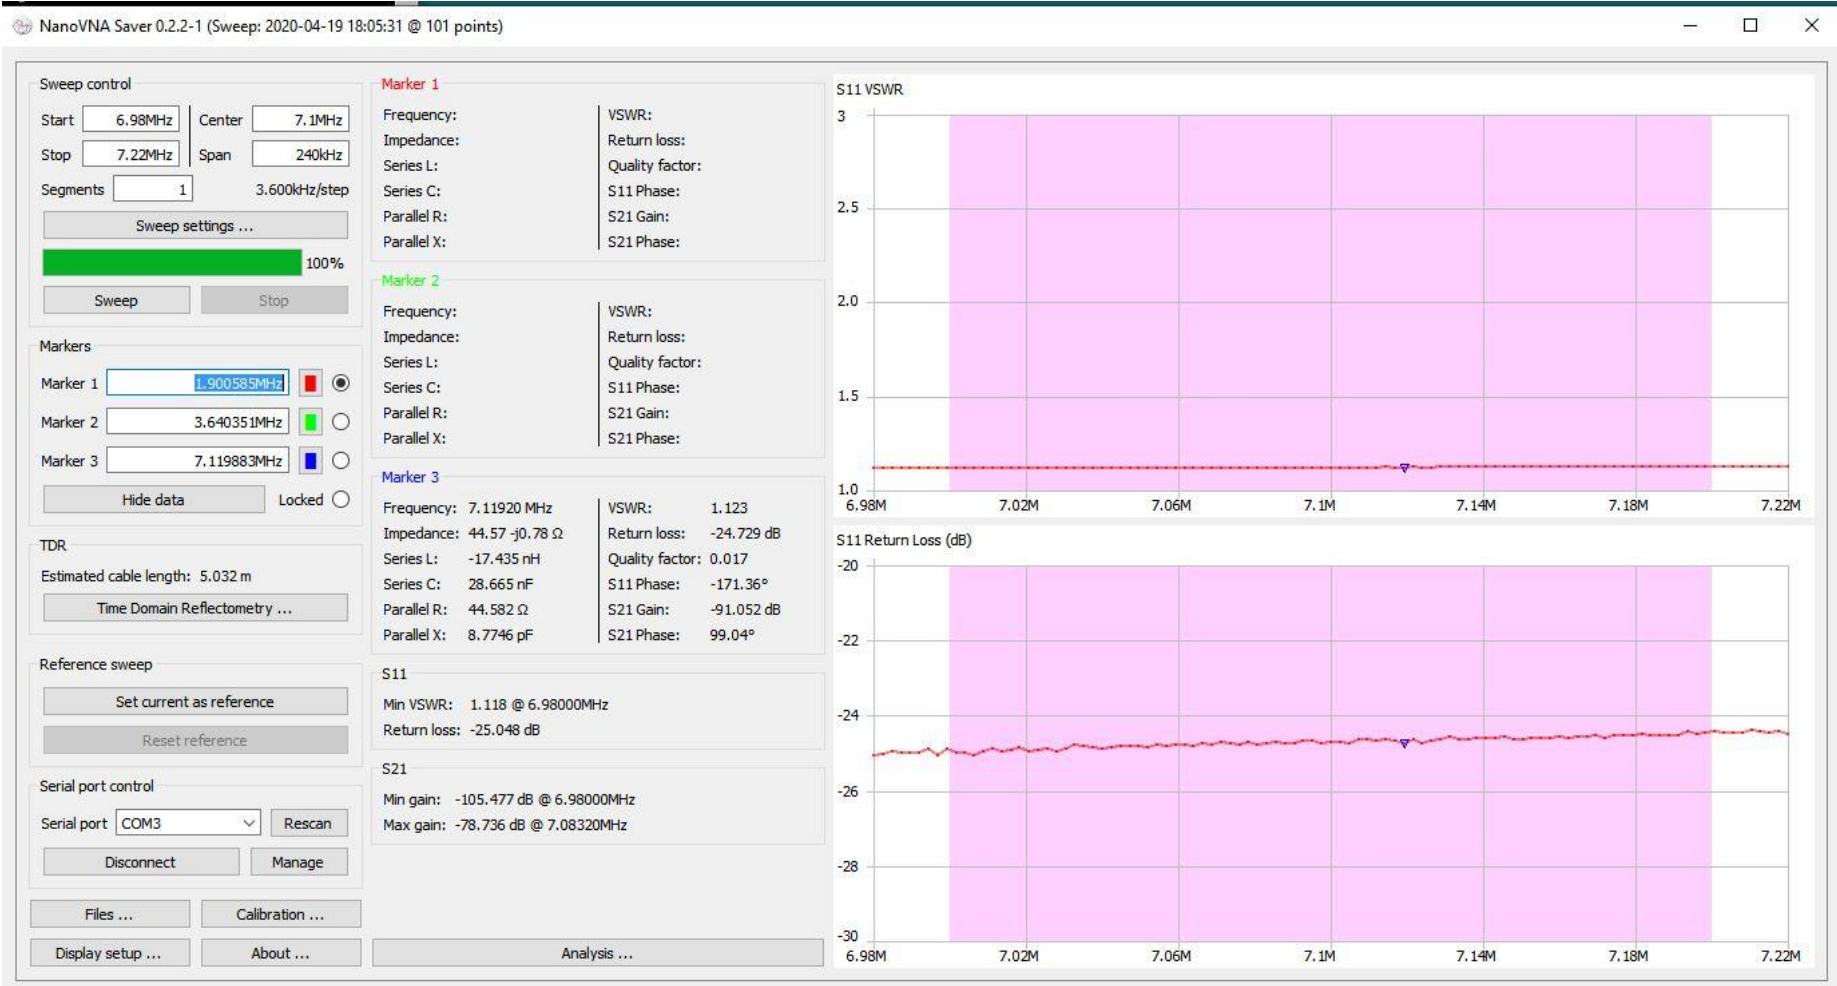 NanoVNA Saver 0.2.2-1 (Sweep: 2020-04-19 18:05:31 @ 101 points)
Sweep control
Start 6.98MHz Center 7.1MHz
Stop 7.22MHz Span 240kHz
Segments 1 3.600kHz/step
Sweep settings ...
100%
Sweep Stop
Markers
Marker 1 1.900585MHz
Marker 2 3.640351MHz
Marker 3 7.119883MHz
Hide data Locked
TDR
Estimated cable length: 5.032 m
Time Domain Reflectometry ...
Reference sweep
Set current as reference
Reset reference
Serial port control
Serial port COM3 Rescan
Disconnect Manage
Files ... Calibration ...
Display setup ... About ...
Marker 1
Frequency: VSWR:
Impedance: Return loss:
Series L: Quality factor:
Series C: S11 Phase:
Parallel R: S21 Gain:
Parallel X: S21 Phase:
Marker 2
Frequency: VSWR:
Impedance: Return loss:
Series L: Quality factor:
Series C: S11 Phase:
Parallel R: S21 Gain:
Parallel X: S21 Phase:
Marker 3
Frequency: 7.11920 MHz VSWR: 1.123
Impedance: 44.57 -j0.78 Ω Return loss: -24.729 dB
Series L: -17.435 nH Quality factor: 0.017
Series C: 28.665 nF S11 Phase: -171.36°
Parallel R: 44.582 Ω S21 Gain: -91.052 dB
Parallel X: 8.7746 pF S21 Phase: 99.04°
S11
Min VSWR: 1.118 @ 6.98000MHz
Return loss: -25.048 dB
S21
Min gain: -105.477 dB @ 6.98000MHz
Max gain: -78.736 dB @ 7.08320MHz
Analysis ...
S11 VSWR
3
2.5
2.0
1.5
1.0
6.98M 7.02M 7.06M 7.1M 7.14M 7.18M 7.22M
S11 Return Loss (dB)
-20
-22
-24
-26
-28
-30
6.98M 7.02M 7.06M 7.1M 7.14M 7.18M 7.22M